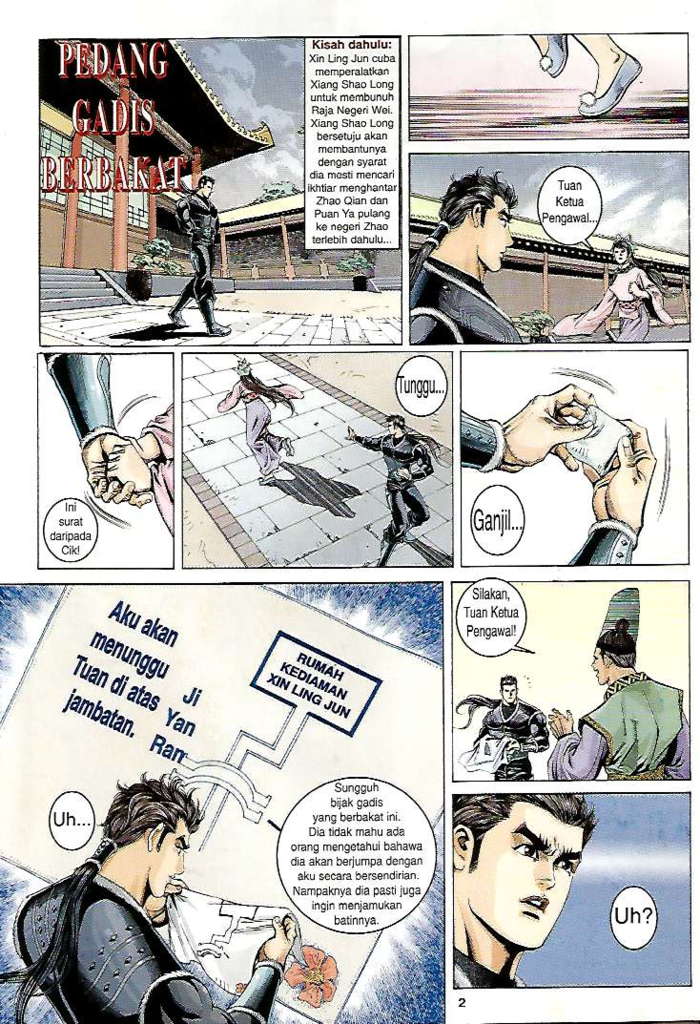 PEDANG
GADIS
BERBAKAT
Kisah dahulu:
Xin Ling Jun cuba
memperalatkan
Xiang Shao Long
untuk membunuh
Raja Negeri Wei.
Xiang Shao Long
bersetuju akan
membantunya
dengan syarat
dia mesti mencari
ikhtiar menghantar
Zhao Qian dan
Puan Ya pulang
ke negeri Zhao
terlebih dahulu...
Tuan
Ketua
Pengawal...
Ini
surat
daripada
Cik!
Tunggu...
Ganjil...
Aku akan
menunggu Ji
Tuan di atas Yan
jambatan. Ran
RUMAH
KEDIAMAN
XIN LING JUN
Uh...
Sungguh
bijak gadis
yang berbakat ini.
Dia tidak mahu ada
orang mengetahui bahawa
dia akan berjumpa dengan
aku secara bersendirian.
Nampaknya dia pasti juga
ingin menjamukan
batinnya.
Silakan,
Tuan Ketua
Pengawal!
Uh?
2